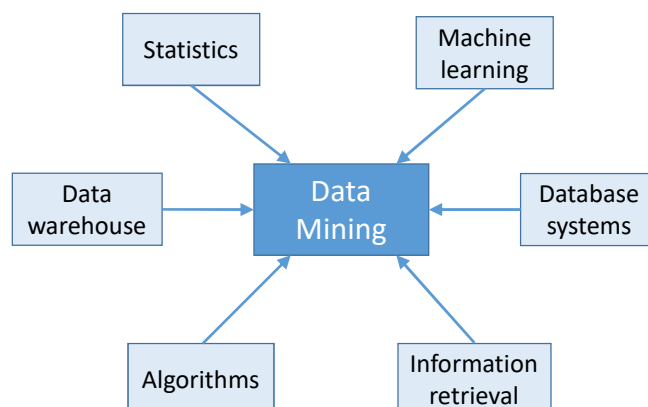 Statistics
Machine
learning
Data
warehouse
Data
Mining
Database
systems
Algorithms
Information
retrieval